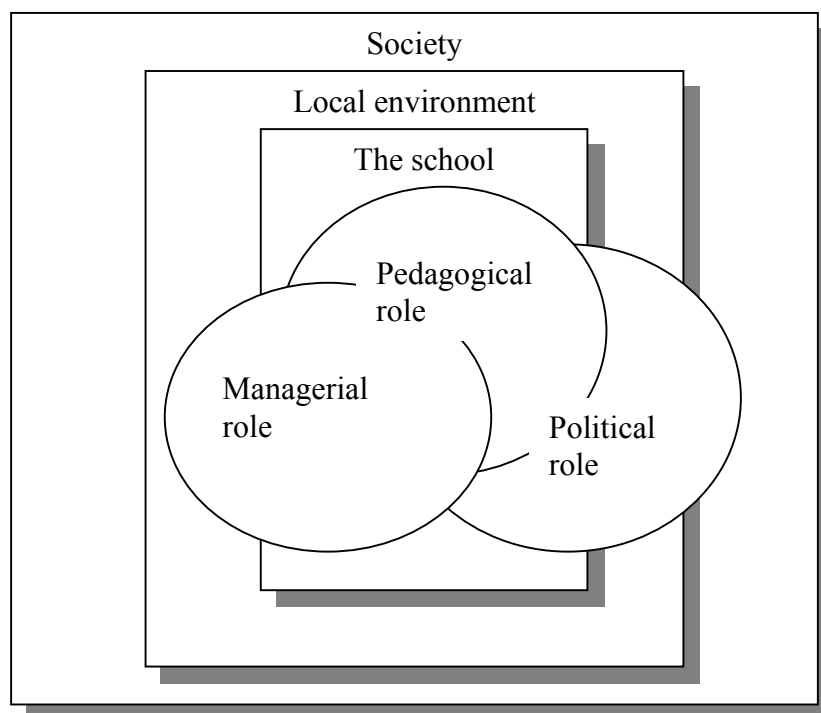 Society
Local environment
The school
Pedagogical
role
Managerial
role
Political
role